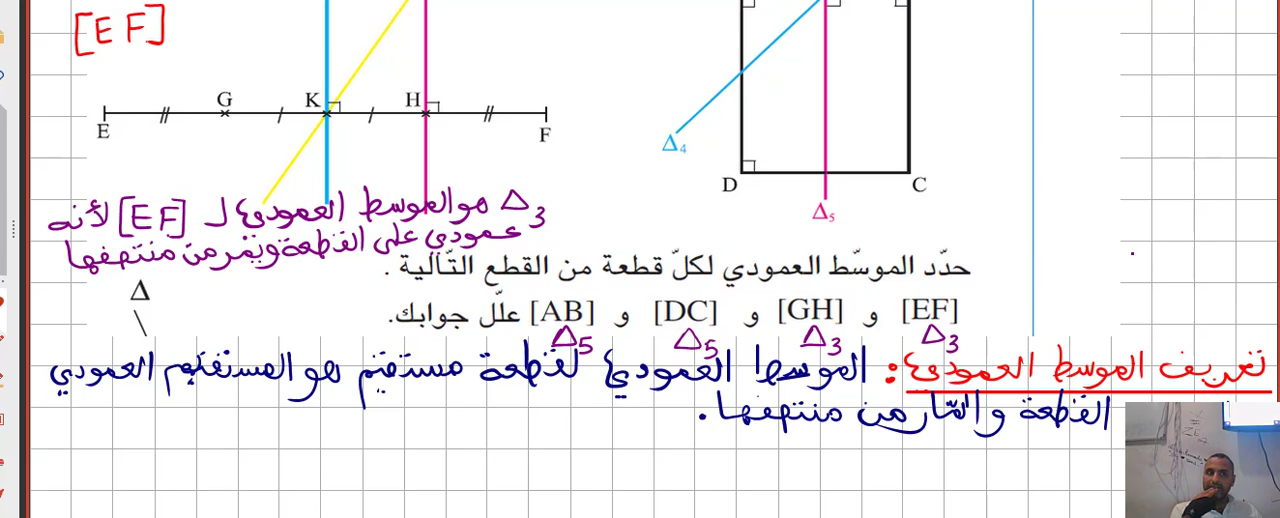 [EF]
G K H
E F
Δ₄
D C
Δ₅
Δ₃ هو الموسط العمودي لـ [EF] لأنه
عمودي على القطعة ويمر من منتصفها
حدّد الموسّط العمودي لكلّ قطعة من القطع التّالية .
[EF] و [GH] و [DC] و [AB] علّل جوابك.
Δ
Δ₃ Δ₃ Δ₅ Δ₅
تعريف الموسط العمودي: الموسط العمودي لقطعة مستقيم هو المستقيم العمودي
القطعة والمار من منتصفها.